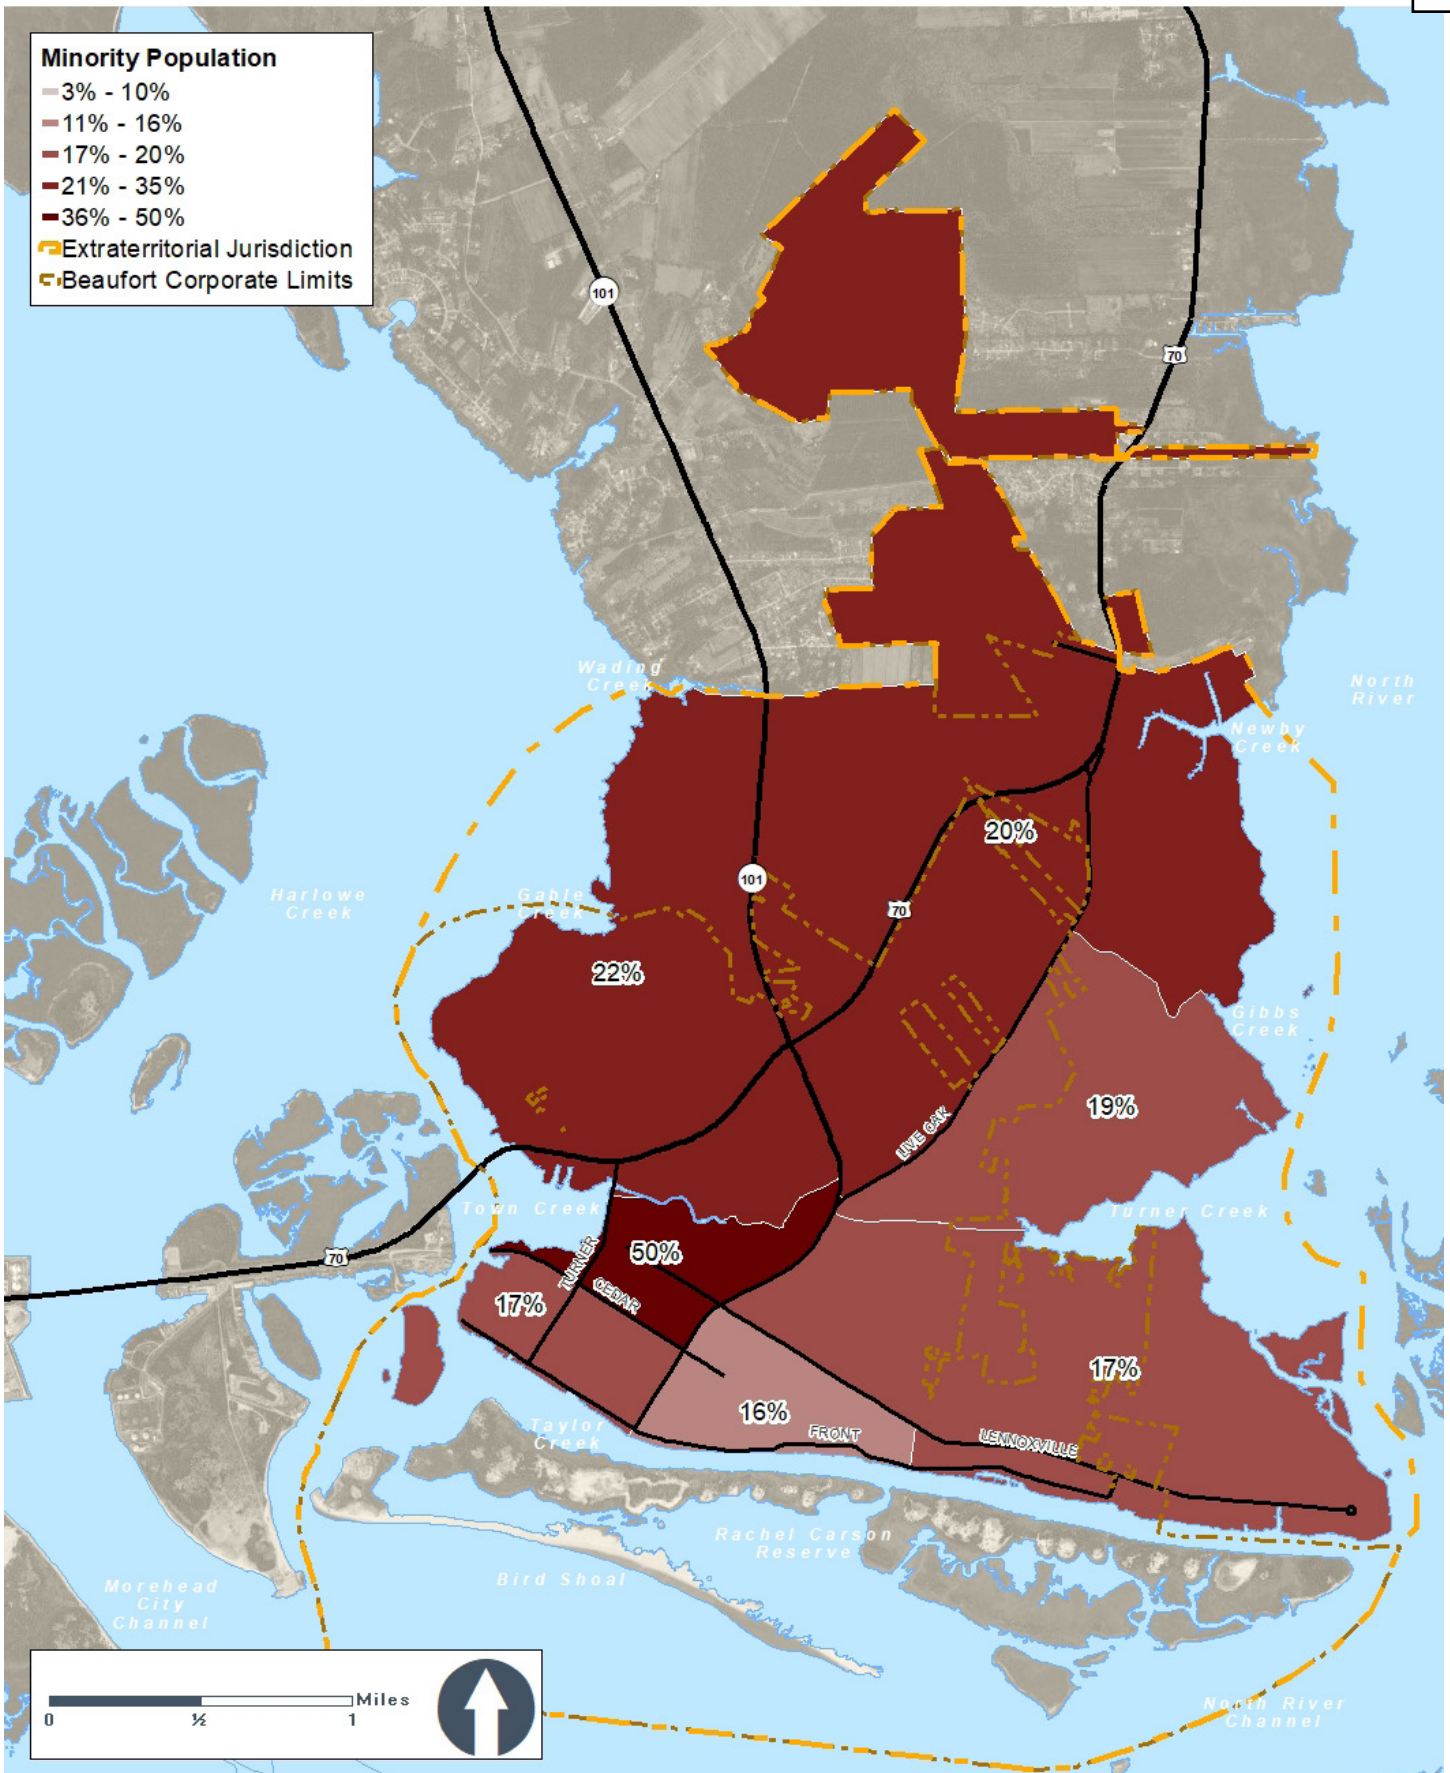 Minority Population
3% - 10%
11% - 16%
17% - 20%
21% - 35%
36% - 50%
Extraterritorial Jurisdiction
Beaufort Corporate Limits
101
70
Wading
Creek
North
River
Newby
Creek
20%
101
Harlowe
Creek
Gable
Creek
70
22%
Gibbs
Creek
19%
LIVE OAK
Town Creek
Turner Creek
70
TURNER
50%
CEDAR
17%
17%
16%
FRONT
LENNOXVILLE
Taylor
Creek
Rachel Carson
Reserve
Bird Shoal
Morehead
City
Channel
North River
Channel
Miles
0 ½ 1